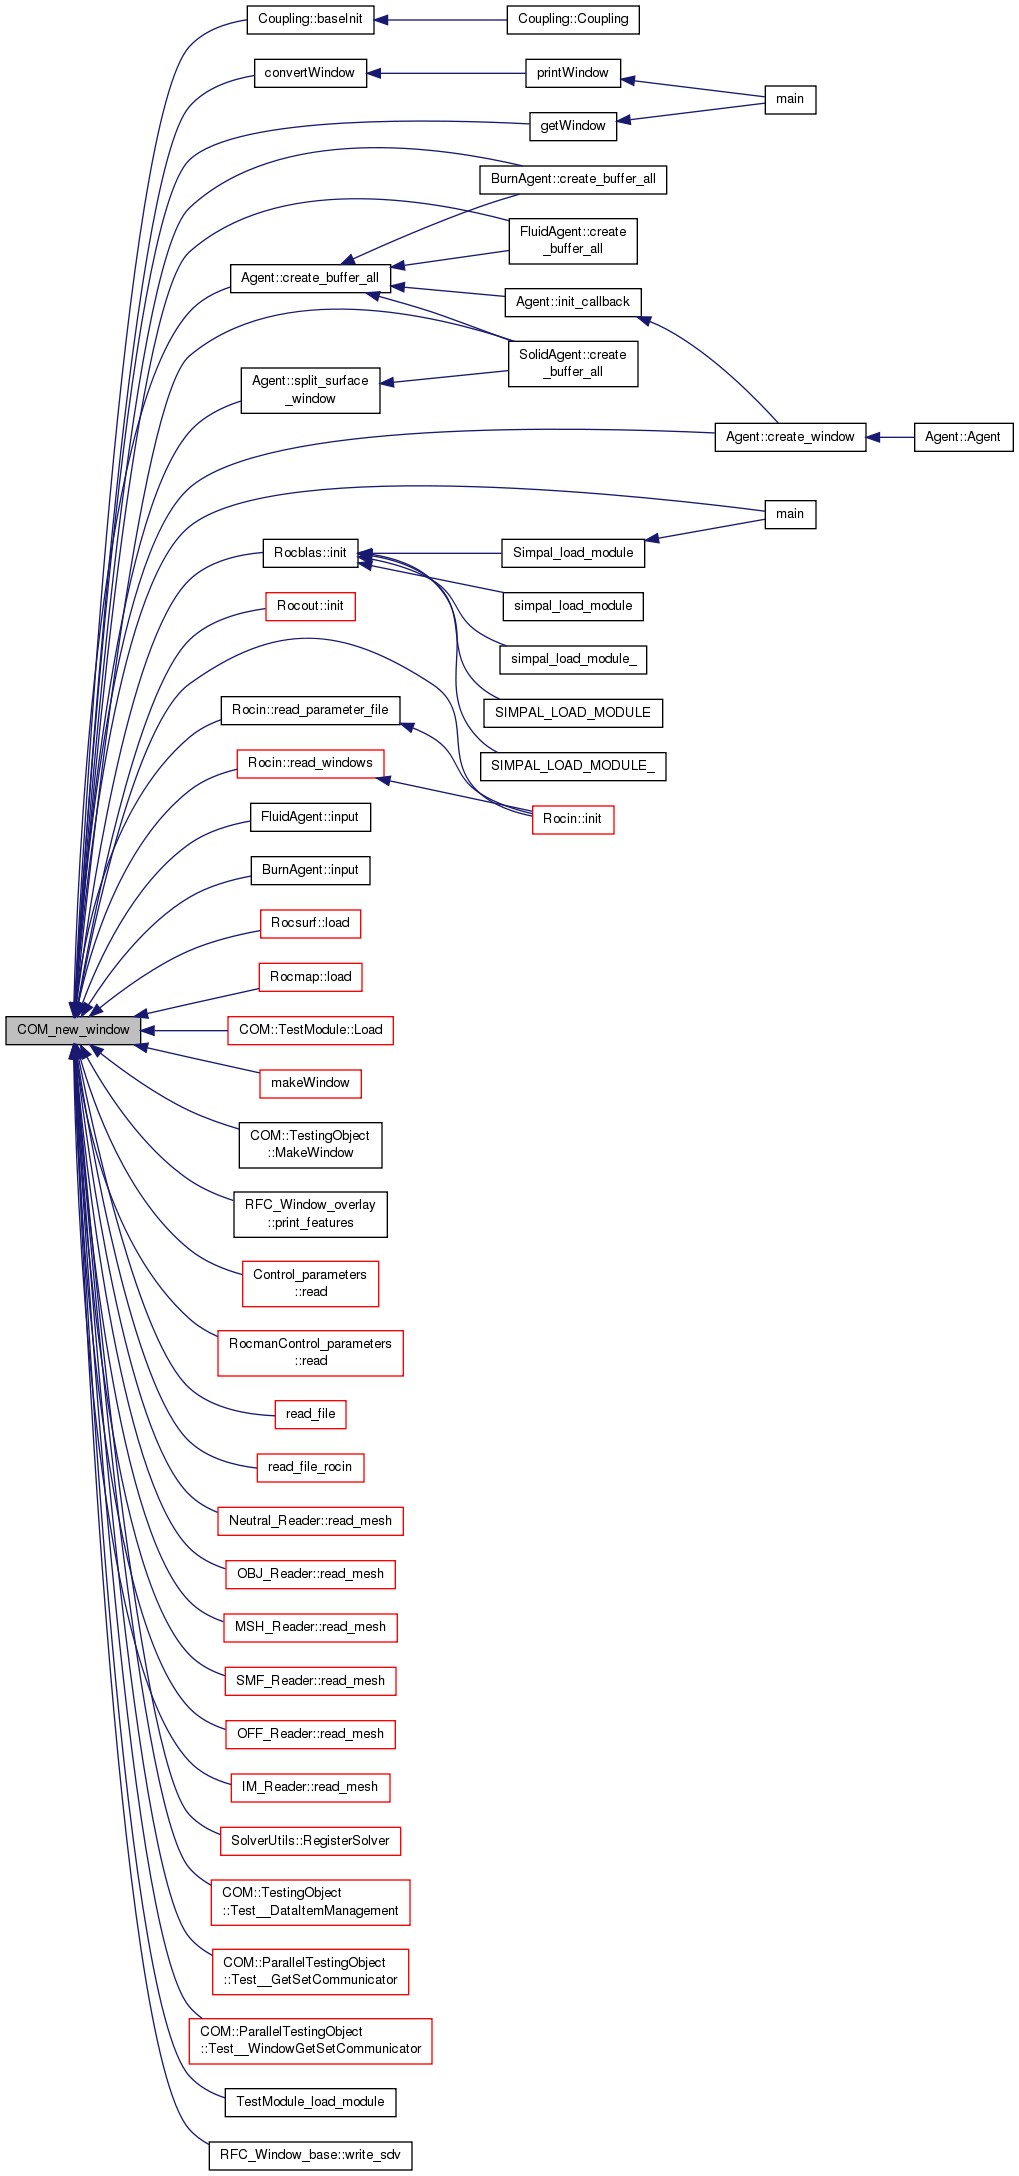 Coupling::baseInit
Coupling::Coupling
convertWindow
printWindow
main
getWindow
BurnAgent::create_buffer_all
FluidAgent::create
_buffer_all
Agent::create_buffer_all
Agent::init_callback
SolidAgent::create
_buffer_all
Agent::split_surface
_window
Agent::create_window
Agent::Agent
main
Rocblas::init
Simpal_load_module
Rocout::init
simpal_load_module
simpal_load_module_
Rocin::read_parameter_file
SIMPAL_LOAD_MODULE
Rocin::read_windows
SIMPAL_LOAD_MODULE_
FluidAgent::input
Rocin::init
BurnAgent::input
Rocsurf::load
Rocmap::load
COM_new_window
COM::TestModule::Load
makeWindow
COM::TestingObject
::MakeWindow
RFC_Window_overlay
::print_features
Control_parameters
::read
RocmanControl_parameters
::read
read_file
read_file_rocin
Neutral_Reader::read_mesh
OBJ_Reader::read_mesh
MSH_Reader::read_mesh
SMF_Reader::read_mesh
OFF_Reader::read_mesh
IM_Reader::read_mesh
SolverUtils::RegisterSolver
COM::TestingObject
::Test__DataItemManagement
COM::ParallelTestingObject
::Test__GetSetCommunicator
COM::ParallelTestingObject
::Test__WindowGetSetCommunicator
TestModule_load_module
RFC_Window_base::write_sdv